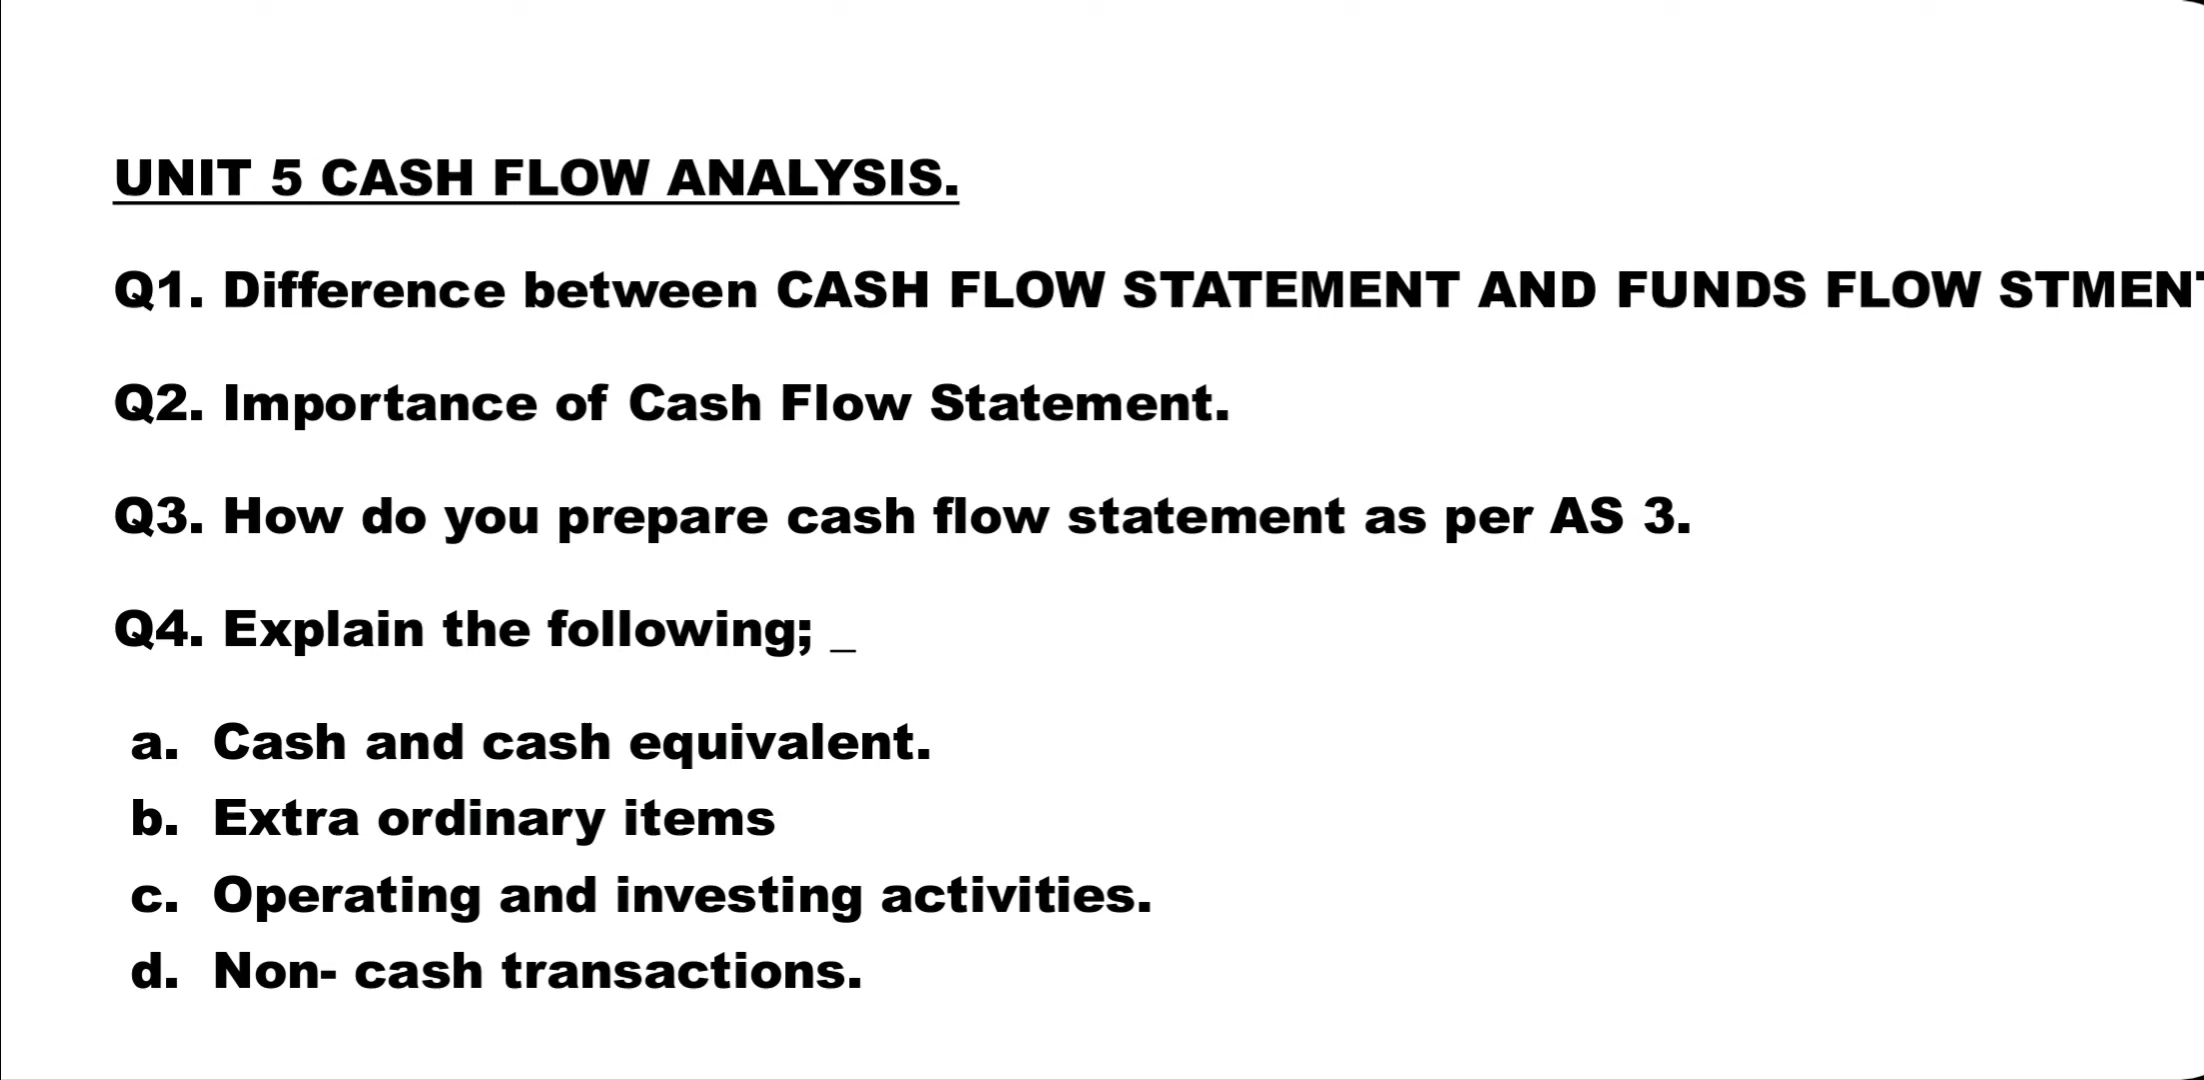 UNIT 5 CASH FLOW ANALYSIS.
Q1. Difference between CASH FLOW STATEMENT AND FUNDS FLOW STMENT
Q2. Importance of Cash Flow Statement.
Q3. How do you prepare cash flow statement as per AS 3.
Q4. Explain the following; _
a. Cash and cash equivalent.
b. Extra ordinary items
c. Operating and investing activities.
d. Non- cash transactions.